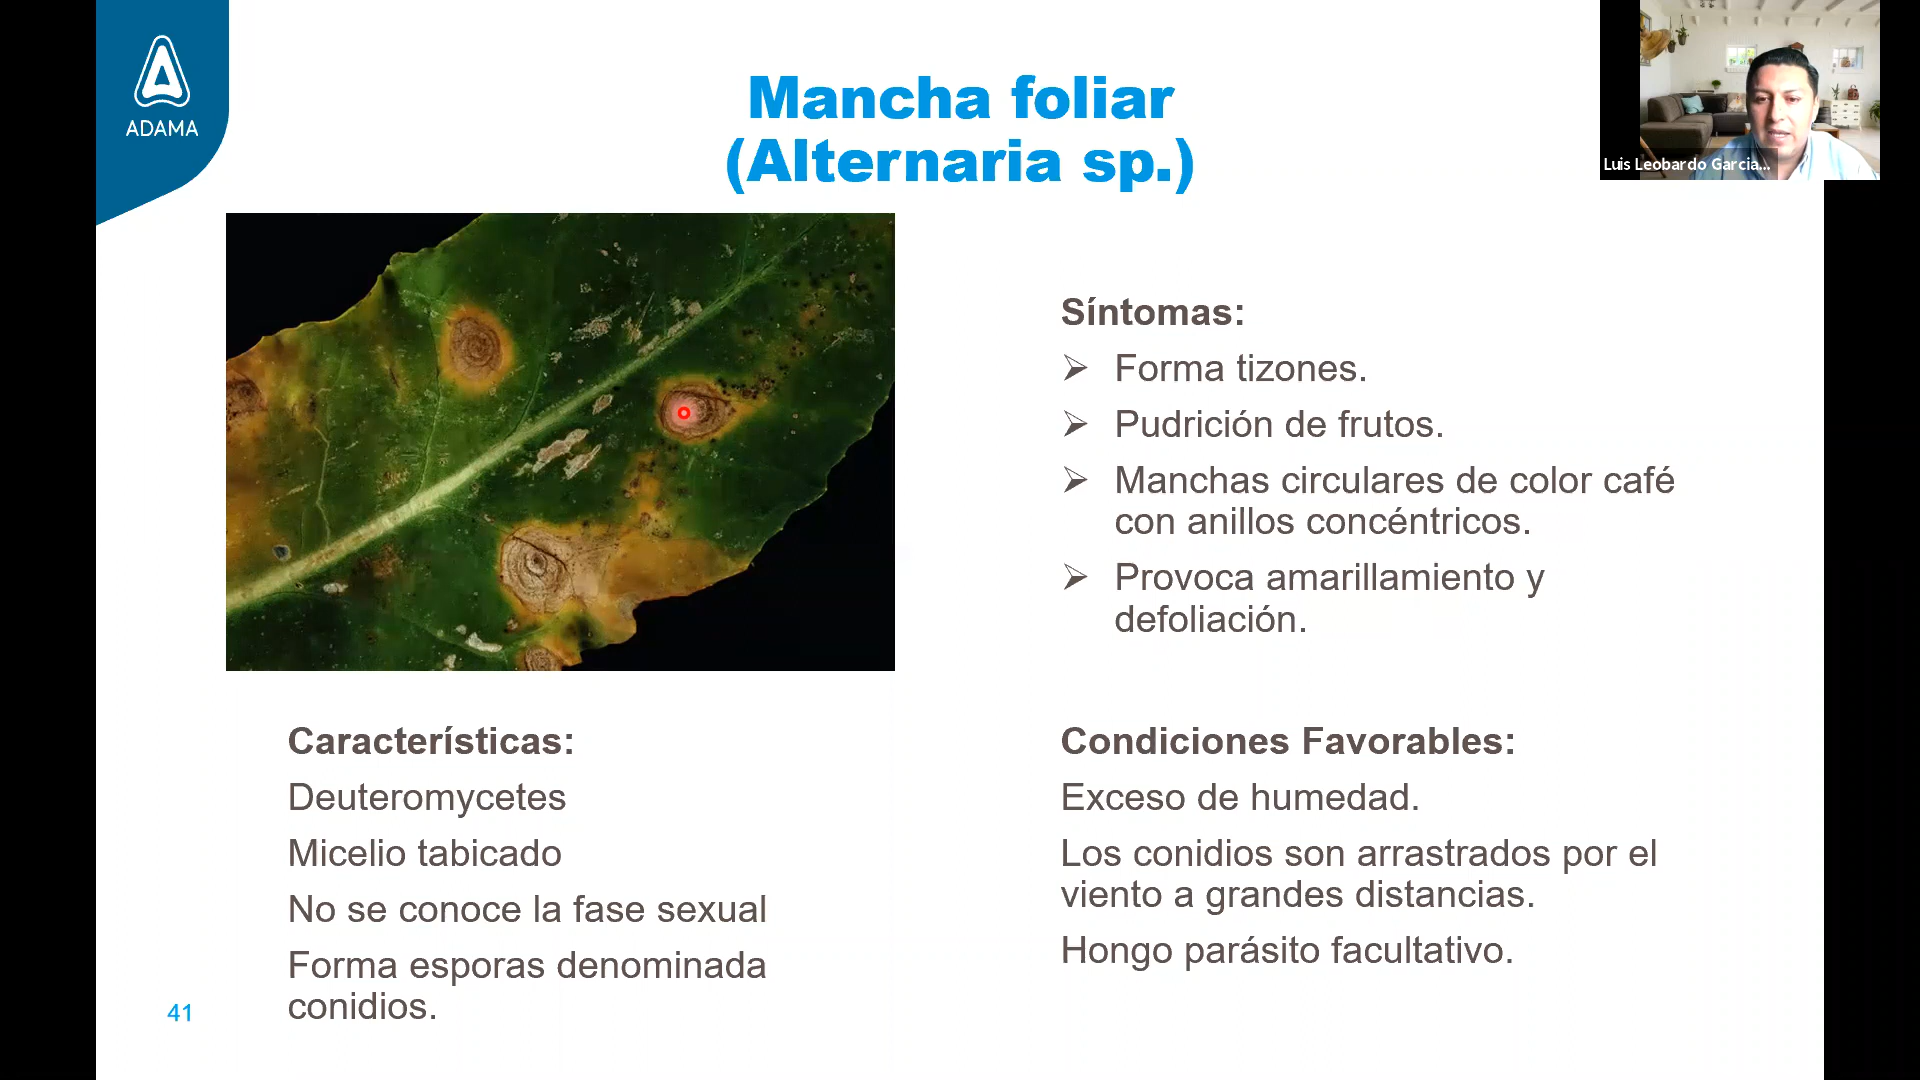 ADAMA
Mancha foliar
(Alternaria sp.)
Luis Leobardo Garcia...
Síntomas:
➢ Forma tizones.
➢ Pudrición de frutos.
➢ Manchas circulares de color café
con anillos concéntricos.
➢ Provoca amarillamiento y
defoliación.
Características:
Deuteromycetes
Micelio tabicado
No se conoce la fase sexual
Forma esporas denominada
conidios.
Condiciones Favorables:
Exceso de humedad.
Los conidios son arrastrados por el
viento a grandes distancias.
Hongo parásito facultativo.
41